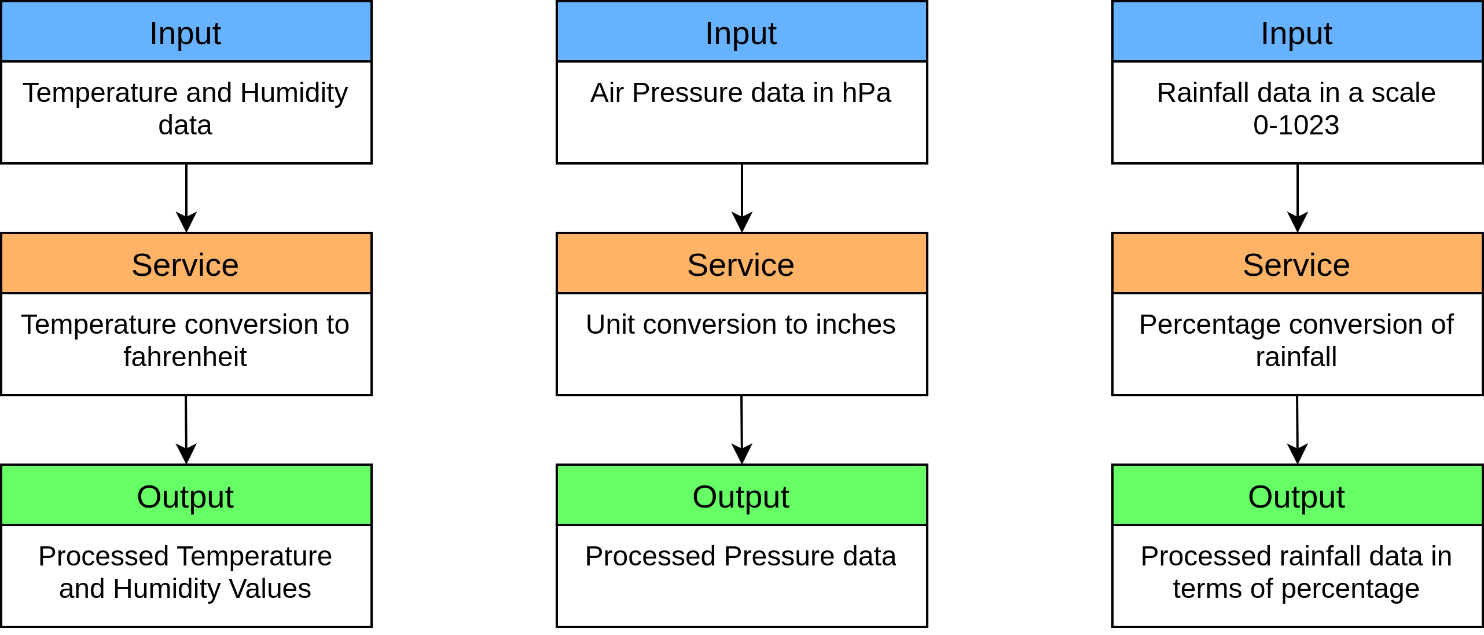 Input
Temperature and Humidity
data
Service
Temperature conversion to
fahrenheit
Output
Processed Temperature
and Humidity Values
Input
Air Pressure data in hPa
Service
Unit conversion to inches
Output
Processed Pressure data
Input
Rainfall data in a scale
0-1023
Service
Percentage conversion of
rainfall
Output
Processed rainfall data in
terms of percentage